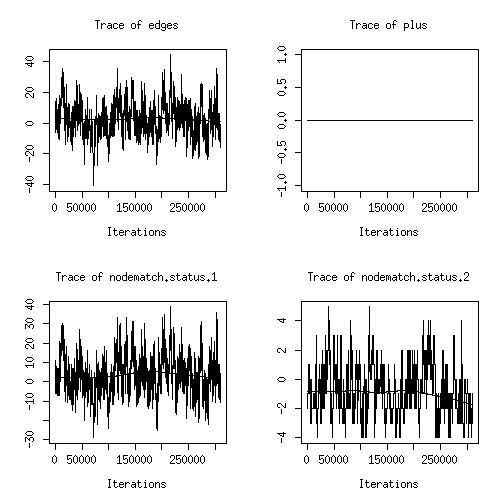 Trace of edges
40
20
0
−20
−40
0 50000 150000 250000
Iterations
Trace of plus
1.0
0.5
0.0
−0.5
−1.0
0 50000 150000 250000
Iterations
Trace of nodematch.status.1
40
30
20
10
0
−10
−30
0 50000 150000 250000
Iterations
Trace of nodematch.status.2
4
2
0
−2
−4
0 50000 150000 250000
Iterations